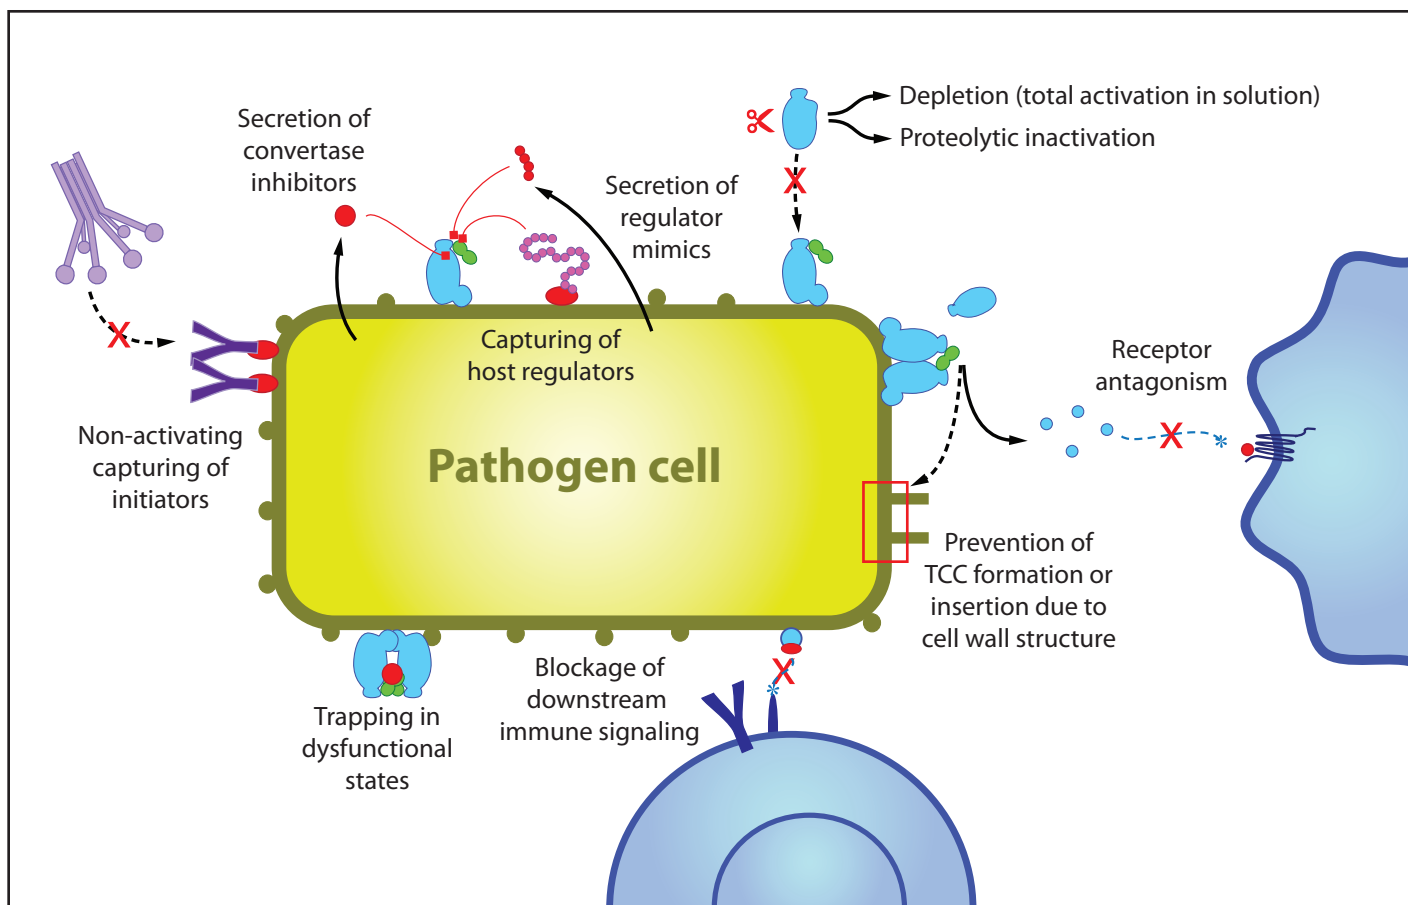 Depletion (total activation in solution)
Proteolytic inactivation
Secretion of
convertase
inhibitors
Secretion of
regulator
mimics
Capturing of
host regulators
Receptor
antagonism
Non-activating
capturing of
initiators
Pathogen cell
Prevention of
TCC formation or
insertion due to
cell wall structure
Blockage of
downstream
immune signaling
Trapping in
dysfunctional
states